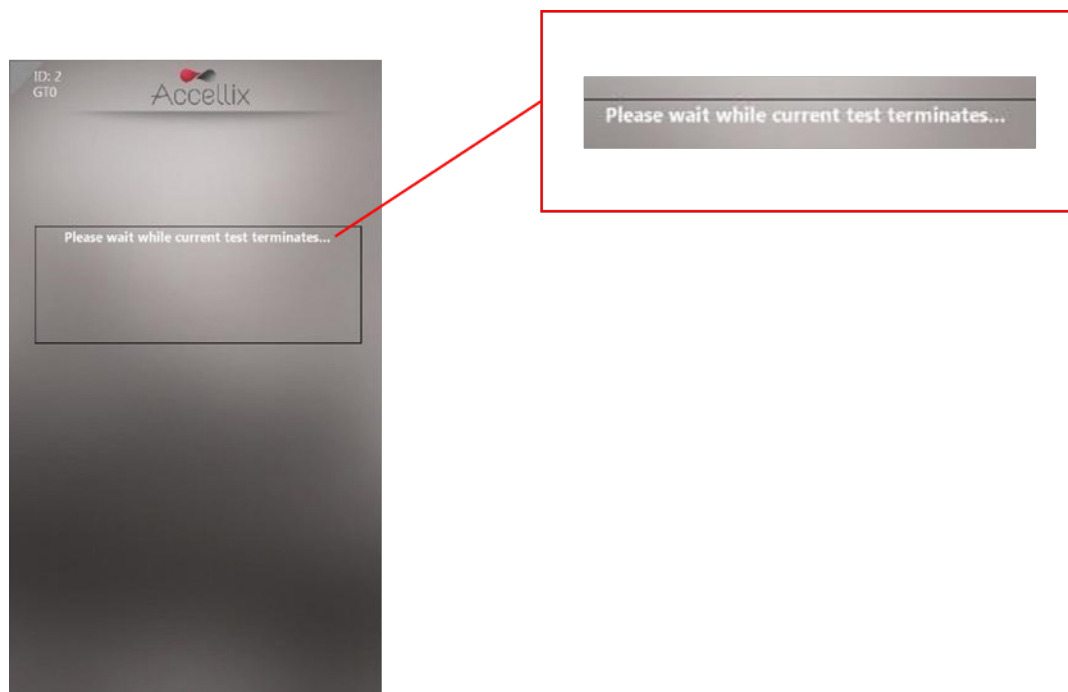 ID: 2
GT0
Accellix
Please wait while current test terminates...
Please wait while current test terminates...